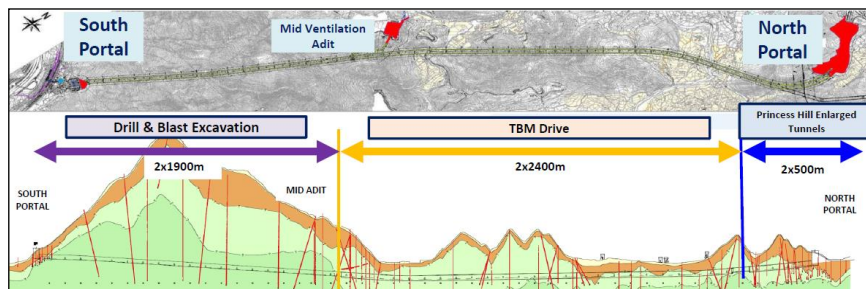 South
Portal
Mid Ventilation
Adit
North
Portal
Drill & Blast Excavation
TBM Drive
Princess Hill Enlarged
Tunnels
2x1900m
2x2400m
2x500m
SOUTH
PORTAL
MID ADIT
NORTH
PORTAL